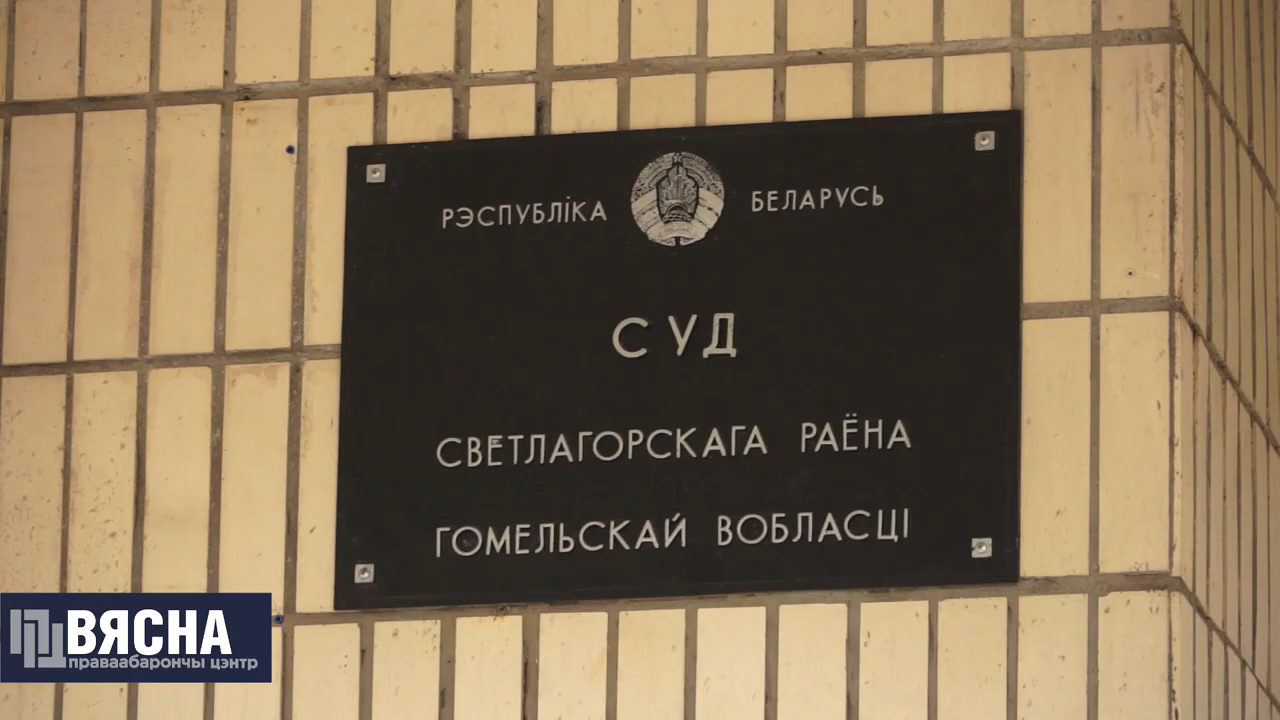 РЭСПУБЛІКА БЕЛАРУСЬ
СУД
СВЕТЛАГОРСКАГА РАЁНА
ГОМЕЛЬСКАЙ ВОБЛАСЦІ
ВЯСНА
праваабарончы цэнтр